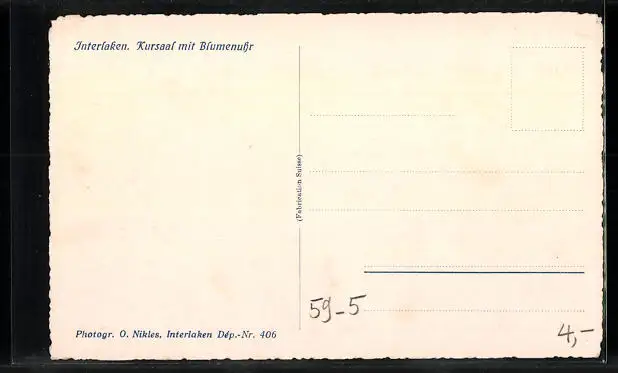 Interlaken. Kursaal mit Blumenuhr
(Fabrication Suisse)
59-5
Photogr. O. Nikles, Interlaken Dép.-Nr. 406
4,-